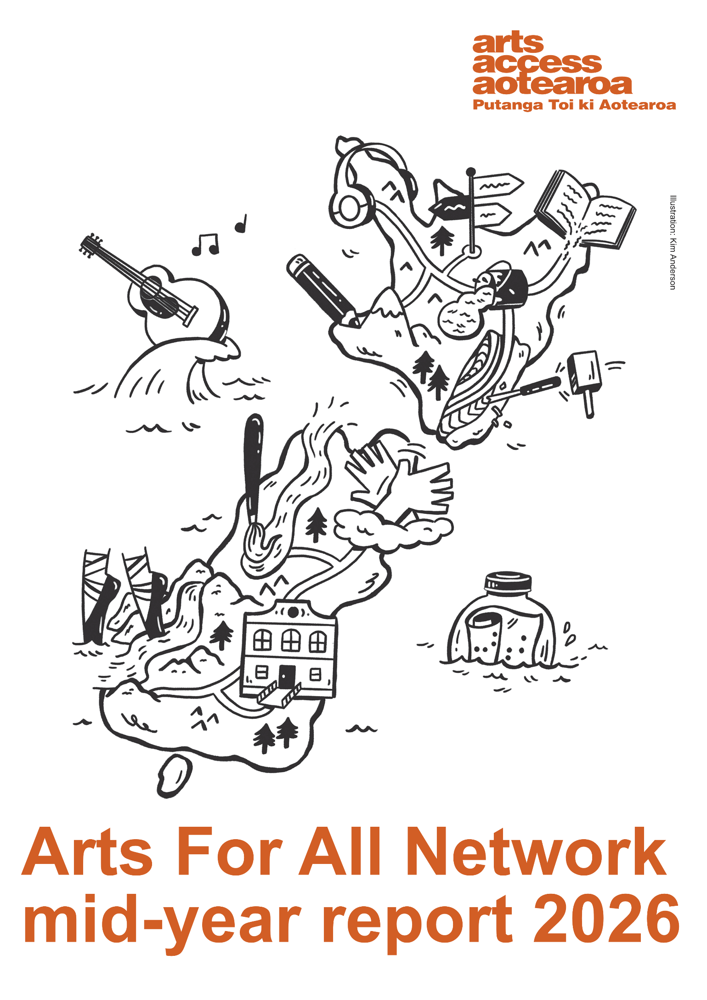 arts
access
aotearoa
Putanga Toi ki Aotearoa
Illustration: Kim Anderson
Arts For All Network
mid-year report 2026